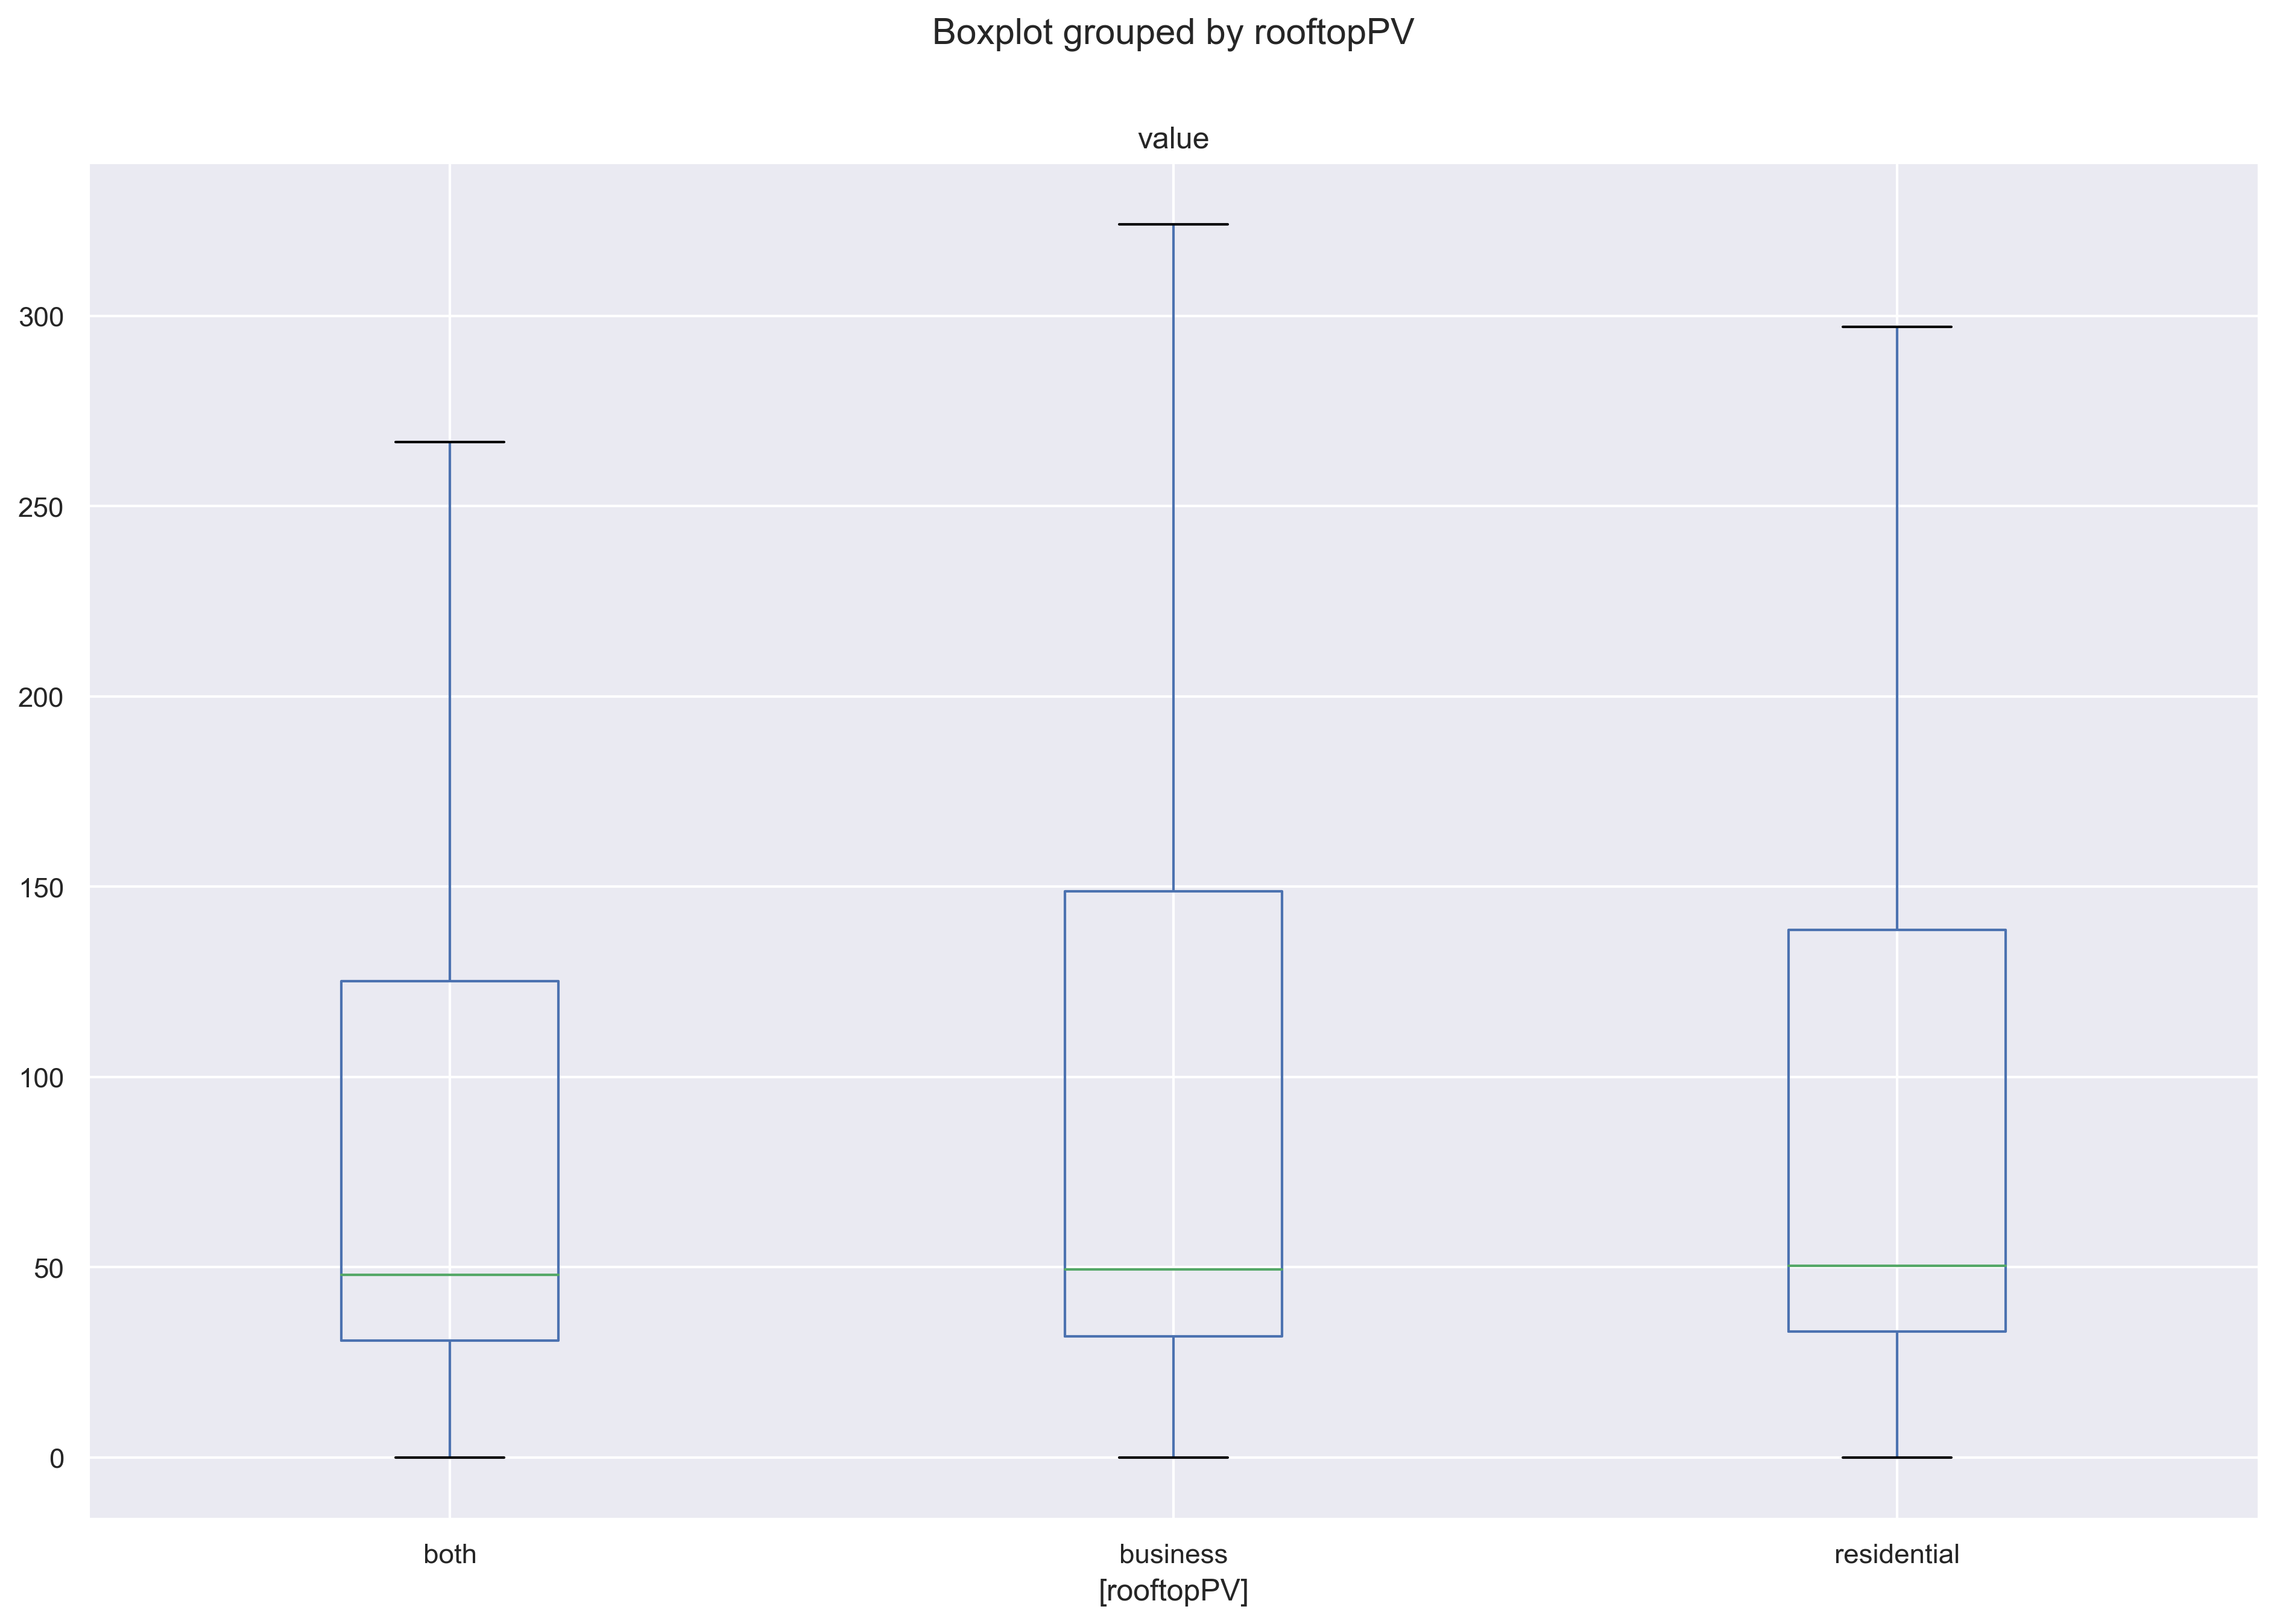 Boxplot grouped by rooftopPV
value
300
250
200
150
100
50
0
both business residential
[rooftopPV]